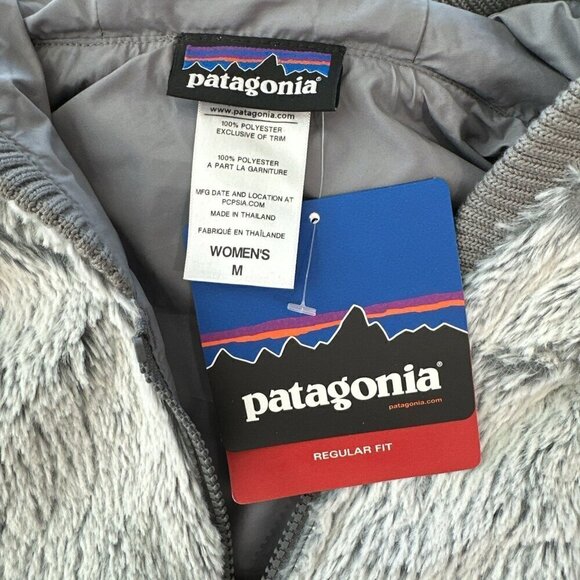 patagonia®
www.patagonia.com
100% POLYESTER
EXCLUSIVE OF TRIM
100% POLYESTER
A PART LA GARNITURE
MFG DATE AND LOCATION AT
PCPSIA.COM
MADE IN THAILAND
FABRIQUÉ EN THAÏLANDE
WOMEN'S
M
patagonia®
patagonia.com
REGULAR FIT